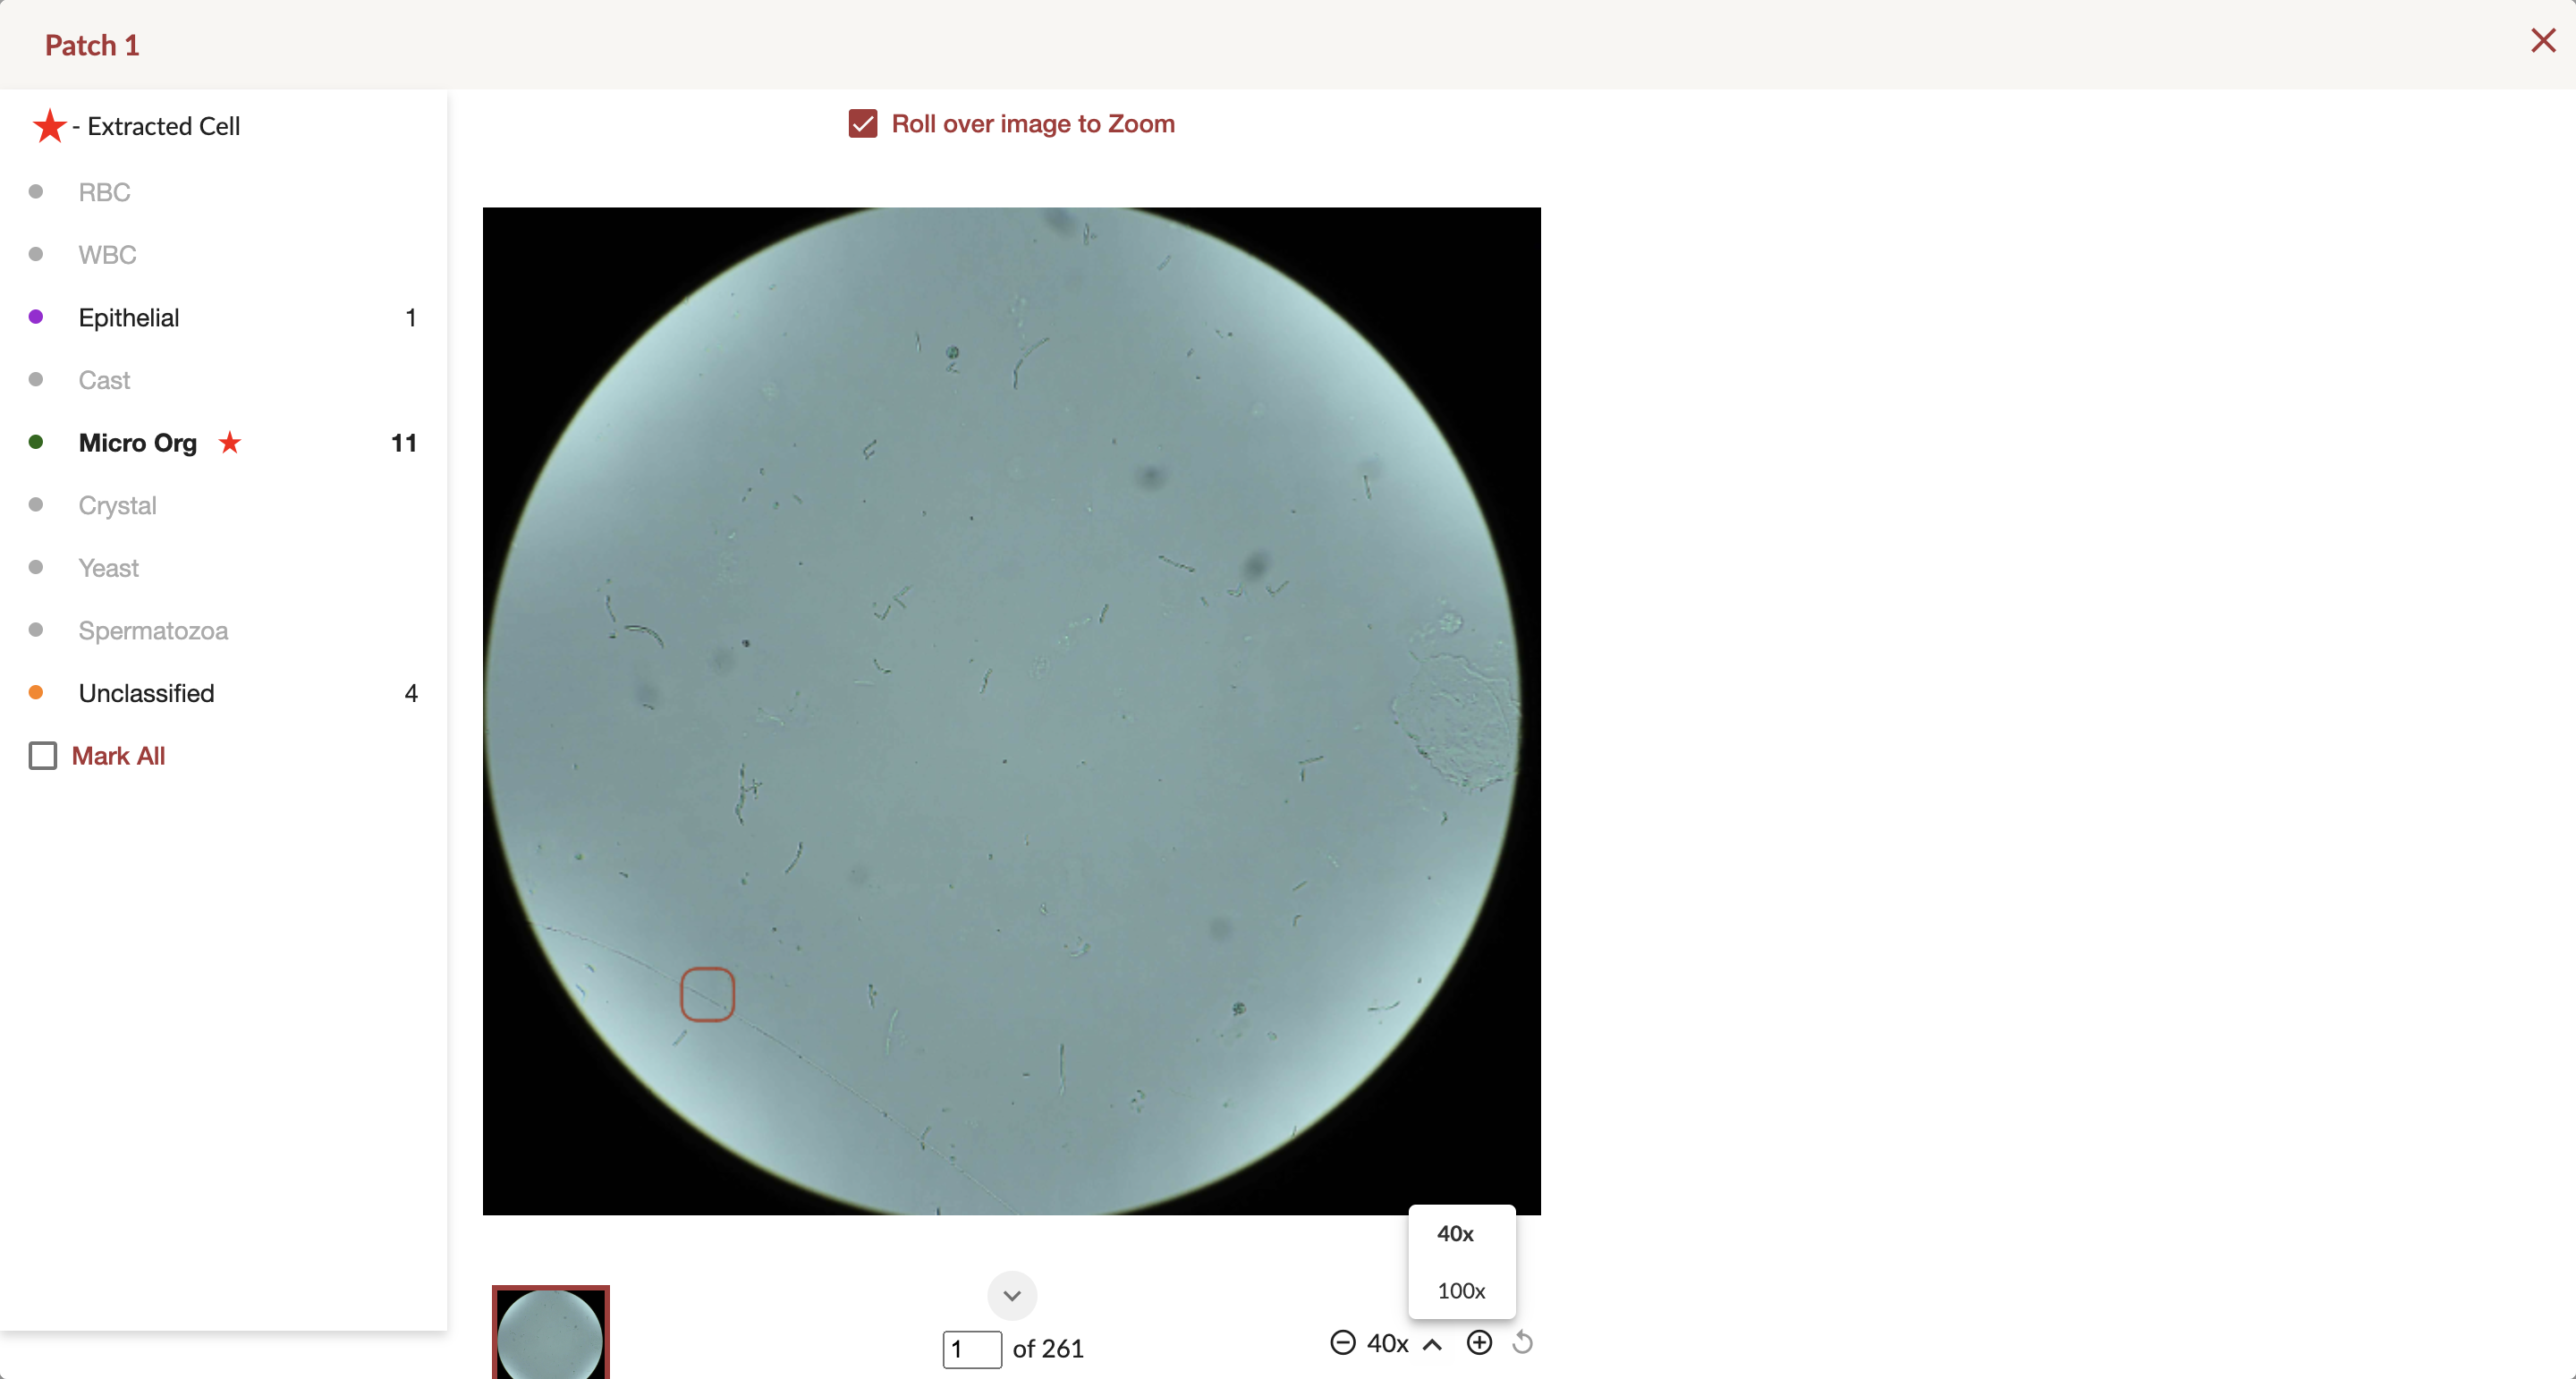 Patch 1
- Extracted Cell
RBC
WBC
Epithelial 1
Cast
Micro Org 11
Crystal
Yeast
Spermatozoa
Unclassified 4
Mark All
Roll over image to Zoom
40x
100x
1 of 261
40x